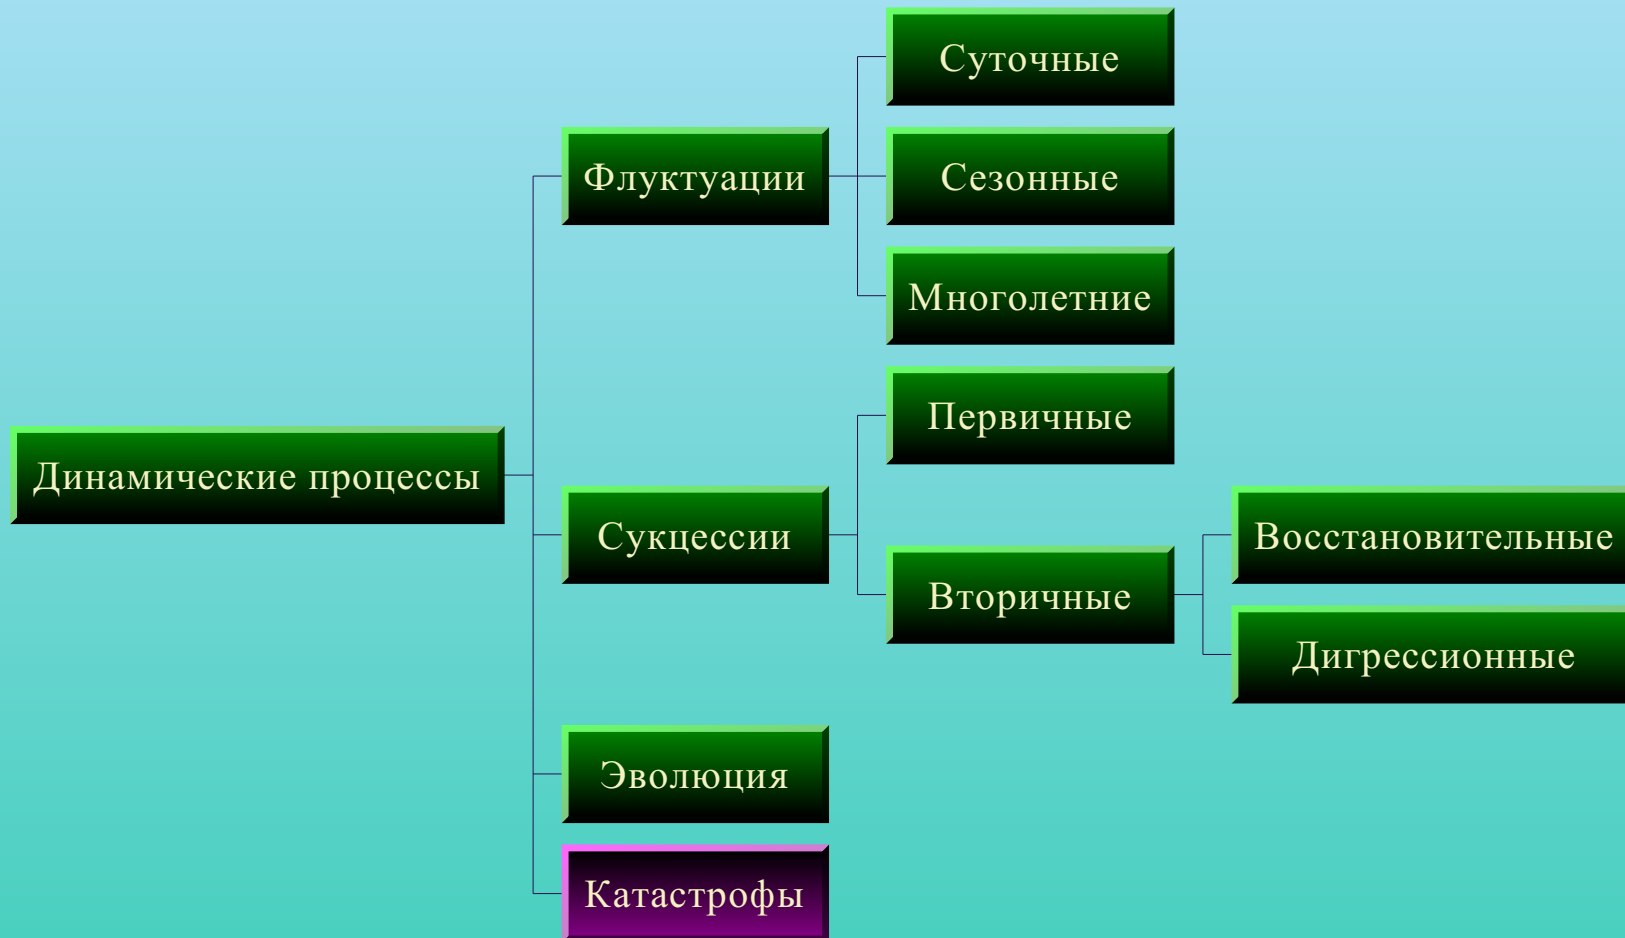 Суточные
Флуктуации
Сезонные
Многолетние
Первичные
Динамические процессы
Сукцессии
Восстановительные
Вторичные
Дигрессионные
Эволюция
Катастрофы